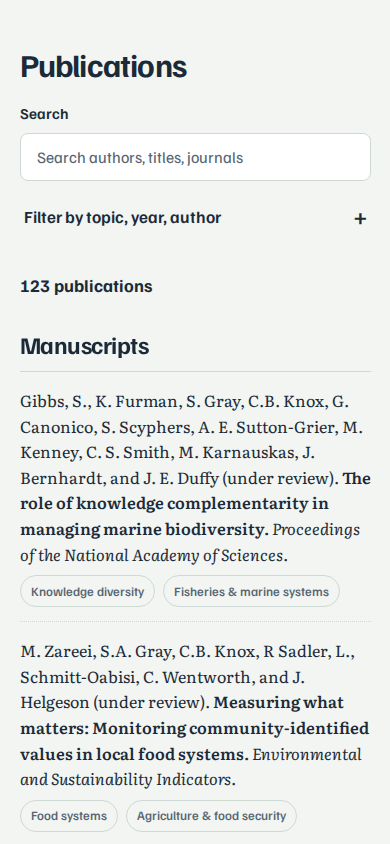 Publications
Search
Search authors, titles, journals
Filter by topic, year, author +
123 publications
Manuscripts
Gibbs, S., K. Furman, S. Gray, C.B. Knox, G.
Canonico, S. Scyphers, A. E. Sutton-Grier, M.
Kenney, C. S. Smith, M. Karnauskas, J.
Bernhardt, and J. E. Duffy (under review). The
role of knowledge complementarity in
managing marine biodiversity. Proceedings
of the National Academy of Sciences.
Knowledge diversity Fisheries & marine systems
M. Zareei, S.A. Gray, C.B. Knox, R Sadler, L.,
Schmitt-Oabisi, C. Wentworth, and J.
Helgeson (under review). Measuring what
matters: Monitoring community-identified
values in local food systems. Environmental
and Sustainability Indicators.
Food systems Agriculture & food security